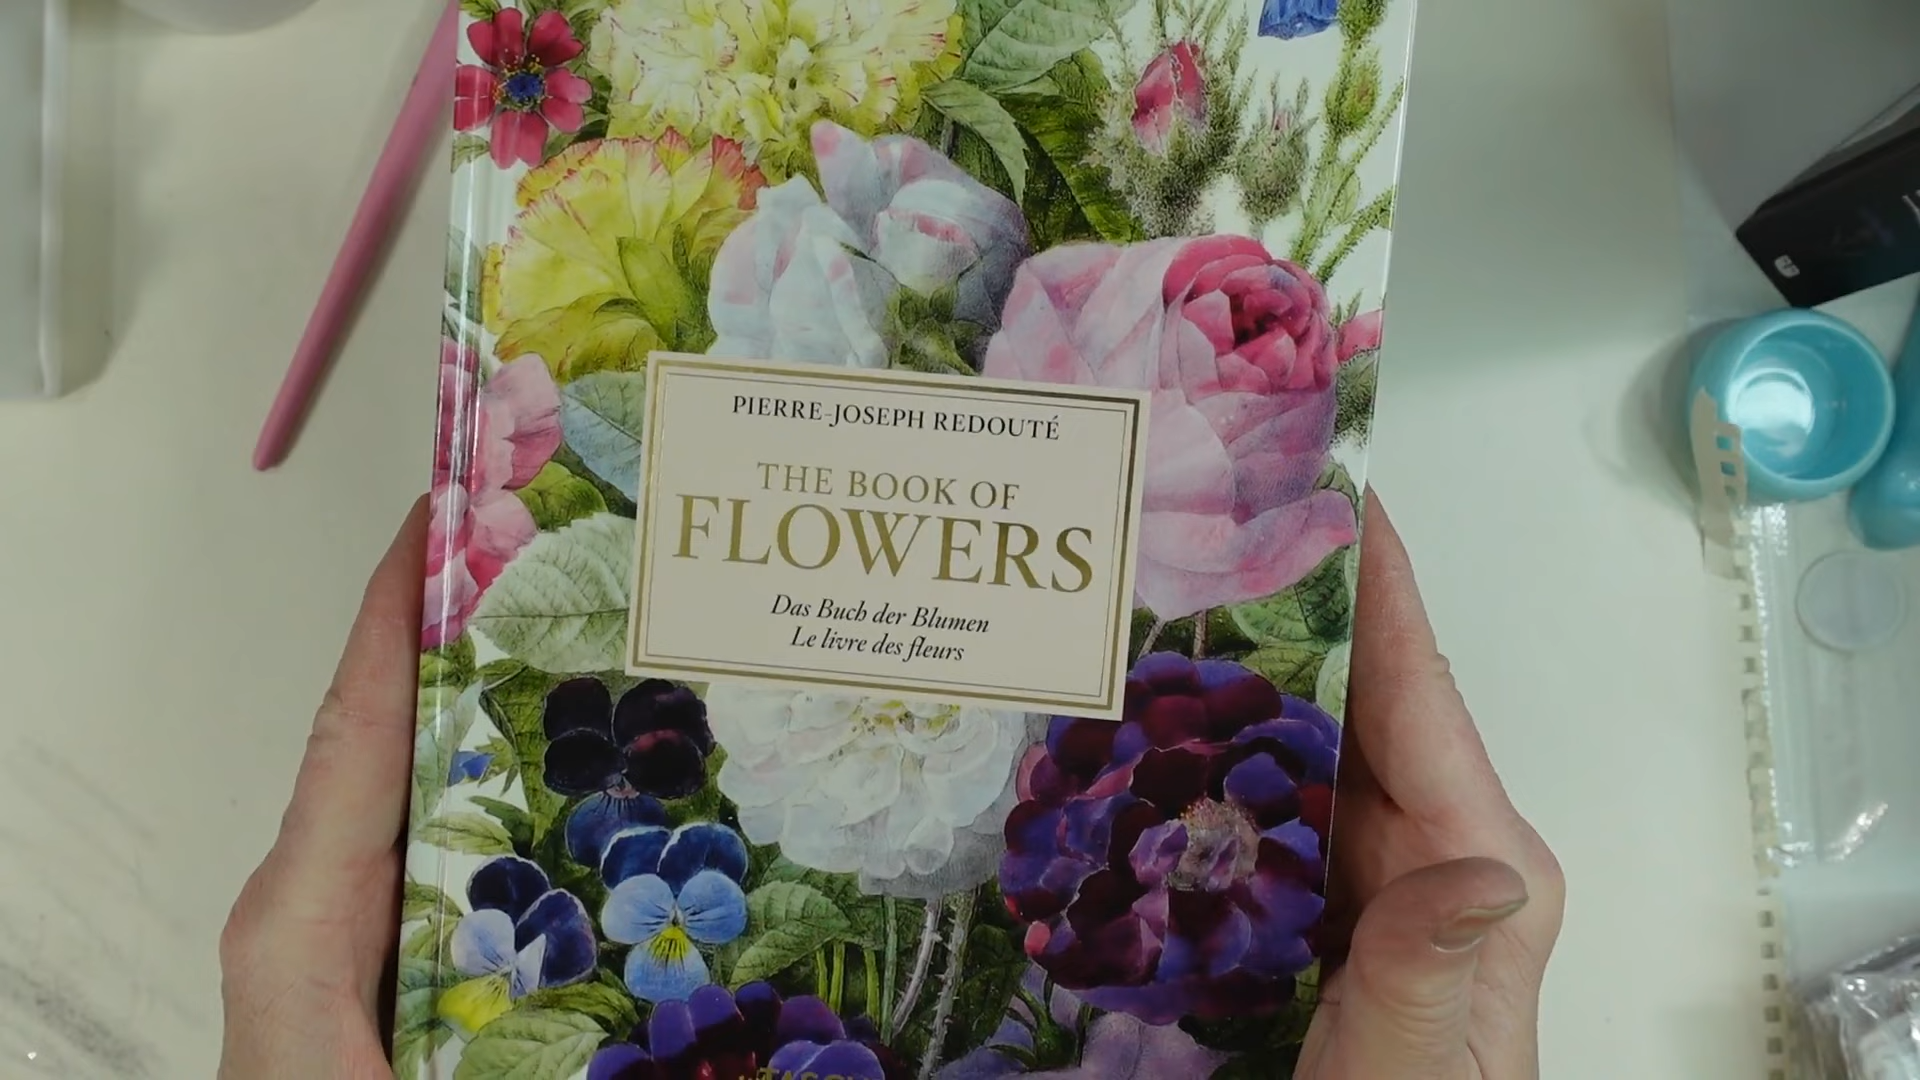 PIERRE-JOSEPH REDOUTÉ
THE BOOK OF
FLOWERS
Das Buch der Blumen
Le livre des fleurs